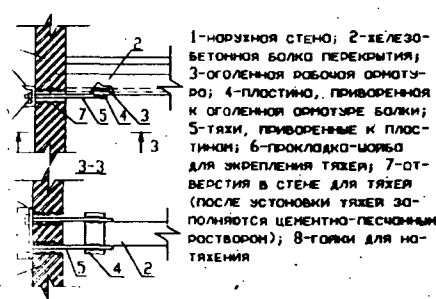 1-наружная стена; 2-железо-
бетонная балка перекрытия;
3-оголенная рабочая армату-
ра; 4-пластина, приваренная
к оголенной арматуре балки;
5-тяжи, приваренные к плас-
тинам; 6-прокладка-шайба
для укрепления тяжей; 7-от-
верстия в стене для тяжей
(после установки тяжей за-
полняются цементно-песчаным
раствором); 8-гайки для на-
тяжения
2
7 5 4 3
3
3-3
5 4 2